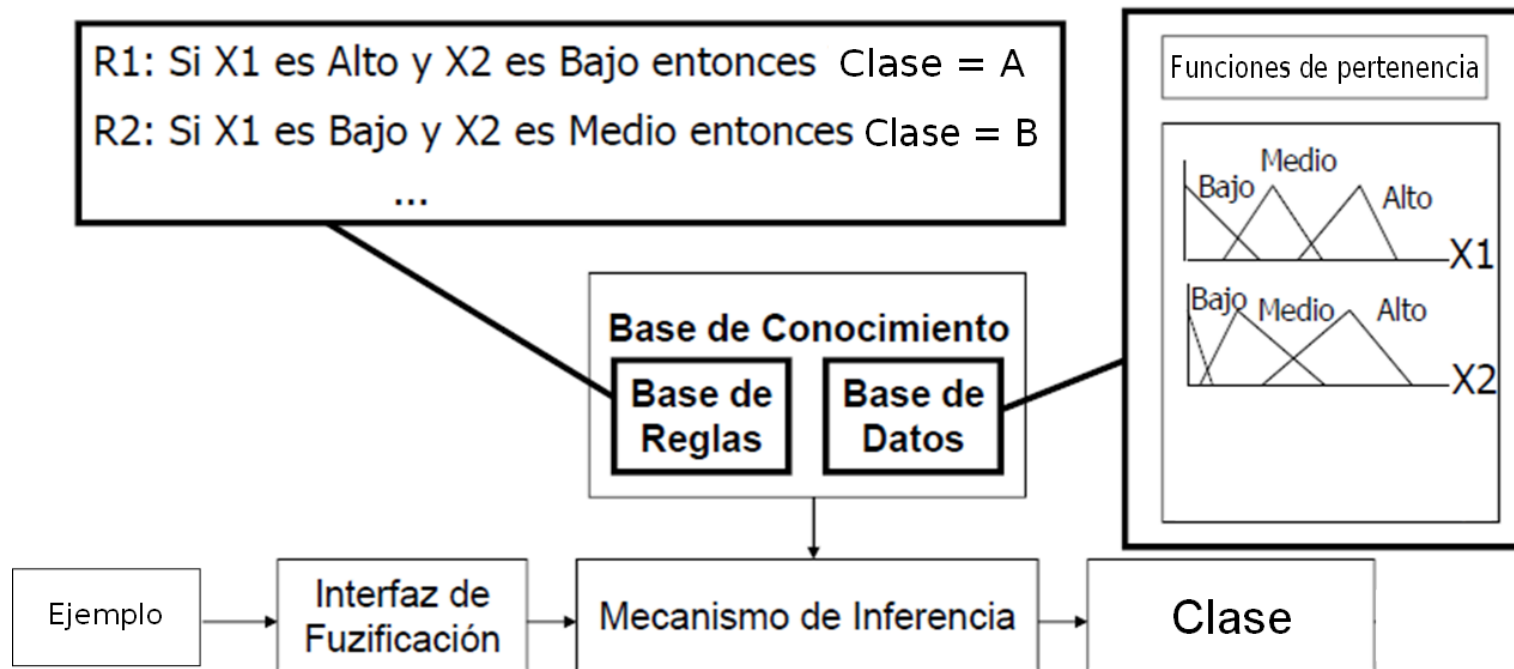 R1: Si X1 es Alto y X2 es Bajo entonces Clase = A
R2: Si X1 es Bajo y X2 es Medio entonces Clase = B
...
Funciones de pertenencia
Medio
Bajo
Alto
X1
Bajo
Medio
Alto
X2
Base de Conocimiento
Base de
Reglas
Base de
Datos
Ejemplo
Interfaz de
Fuzificación
Mecanismo de Inferencia
Clase